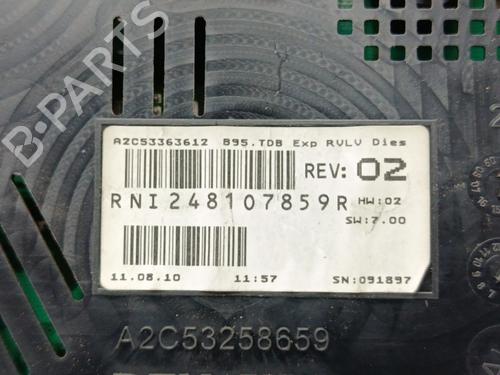 B-PARTS
A2C53363612 B95.TDB Exp RVLV Dies
REV: 02
RNI248107859R HW:02
SW:7.00
11.08.10 11:57 SN:091897
A2C53258659